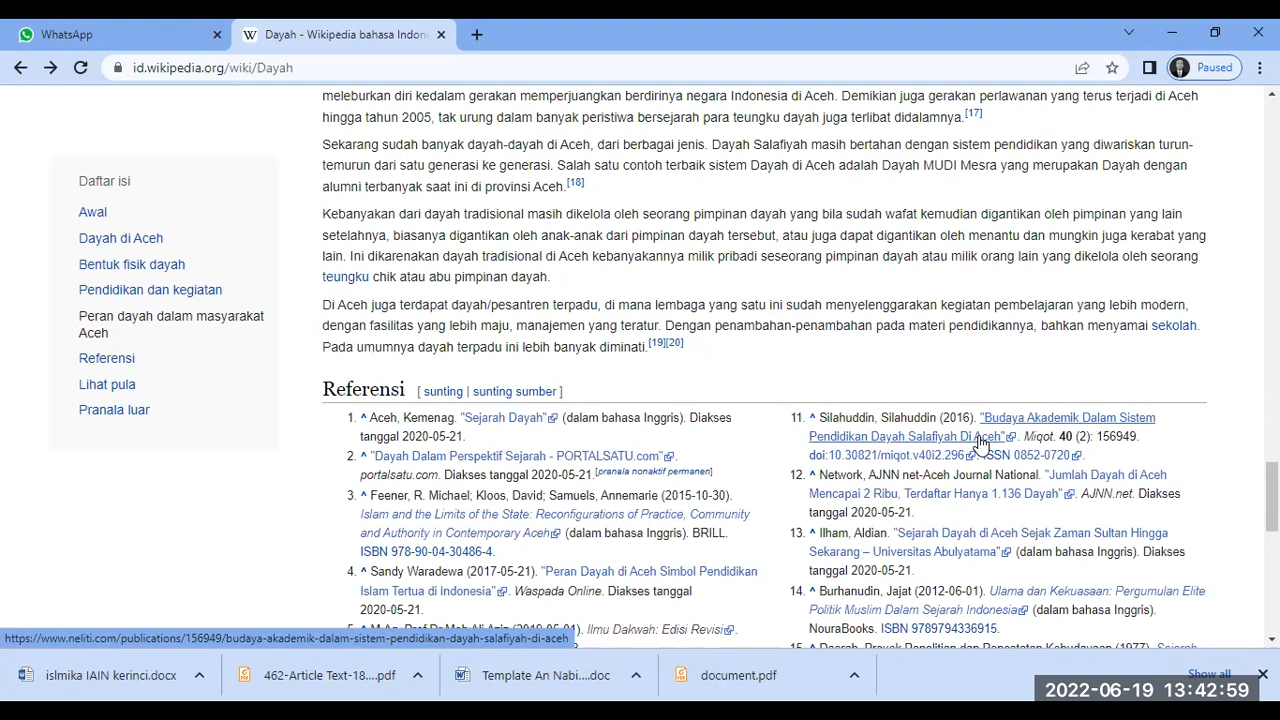 WhatsApp
Dayah - Wikipedia bahasa Indon
id.wikipedia.org/wiki/Dayah
Paused
meleburkan diri kedalam gerakan memperjuangkan berdirinya negara Indonesia di Aceh. Demikian juga gerakan perlawanan yang terus terjadi di Aceh
hingga tahun 2005, tak urung dalam banyak peristiwa bersejarah para teungku dayah juga terlibat didalamnya.[17]
Sekarang sudah banyak dayah-dayah di Aceh, dari berbagai jenis. Dayah Salafiyah masih bertahan dengan sistem pendidikan yang diwariskan turun-
temurun dari satu generasi ke generasi. Salah satu contoh terbaik sistem Dayah di Aceh adalah Dayah MUDI Mesra yang merupakan Dayah dengan
alumni terbanyak saat ini di provinsi Aceh.[18]
Kebanyakan dari dayah tradisional masih dikelola oleh seorang pimpinan dayah yang bila sudah wafat kemudian digantikan oleh pimpinan yang lain
setelahnya, biasanya digantikan oleh anak-anak dari pimpinan dayah tersebut, atau juga dapat digantikan oleh menantu dan mungkin juga kerabat yang
lain. Ini dikarenakan dayah tradisional di Aceh kebanyakannya milik pribadi seseorang pimpinan dayah atau milik orang lain yang dikelola oleh seorang
teungku chik atau abu pimpinan dayah.
Di Aceh juga terdapat dayah/pesantren terpadu, di mana lembaga yang satu ini sudah menyelenggarakan kegiatan pembelajaran yang lebih modern,
dengan fasilitas yang lebih maju, manajemen yang teratur. Dengan penambahan-penambahan pada materi pendidikannya, bahkan menyamai sekolah.
Pada umumnya dayah terpadu ini lebih banyak diminati.[19][20]
Daftar isi
Awal
Dayah di Aceh
Bentuk fisik dayah
Pendidikan dan kegiatan
Peran dayah dalam masyarakat
Aceh
Referensi
Lihat pula
Pranala luar
Referensi [ sunting | sunting sumber ]
1. ^ Aceh, Kemenag. "Sejarah Dayah" (dalam bahasa Inggris). Diakses
tanggal 2020-05-21.
2. ^ "Dayah Dalam Perspektif Sejarah - PORTALSATU.com".
portalsatu.com. Diakses tanggal 2020-05-21.[pranala nonaktif permanen]
3. ^ Feener, R. Michael; Kloos, David; Samuels, Annemarie (2015-10-30).
Islam and the Limits of the State: Reconfigurations of Practice, Community
and Authority in Contemporary Aceh (dalam bahasa Inggris). BRILL.
ISBN 978-90-04-30486-4.
4. ^ Sandy Waradewa (2017-05-21). "Peran Dayah di Aceh Simbol Pendidikan
Islam Tertua di Indonesia". Waspada Online. Diakses tanggal
2020-05-21.
Ilmu Dakwah: Edisi Revisi.
11. ^ Silahuddin, Silahuddin (2016). "Budaya Akademik Dalam Sistem
Pendidikan Dayah Salafiyah Di Aceh". Miqot. 40 (2): 156949.
doi:10.30821/miqot.v40i2.296. ISSN 0852-0720.
12. ^ Network, AJNN net-Aceh Journal National. "Jumlah Dayah di Aceh
Mencapai 2 Ribu, Terdaftar Hanya 1.136 Dayah". AJNN.net. Diakses
tanggal 2020-05-21.
13. ^ Ilham, Aldian. "Sejarah Dayah di Aceh Sejak Zaman Sultan Hingga
Sekarang – Universitas Abulyatama" (dalam bahasa Inggris). Diakses
tanggal 2020-05-21.
14. ^ Burhanudin, Jajat (2012-06-01). Ulama dan Kekuasaan: Pergumulan Elite
Politik Muslim Dalam Sejarah Indonesia (dalam bahasa Inggris).
NouraBooks. ISBN 9789794336915.
https://www.neliti.com/publications/156949/budaya-akademik-dalam-sistem-pendidikan-dayah-salafiyah-di-aceh
islmika IAIN kerinci.docx
462-Article Text-18....pdf
Template An Nabi....doc
document.pdf
Show all
2022-06-19 13:42:59